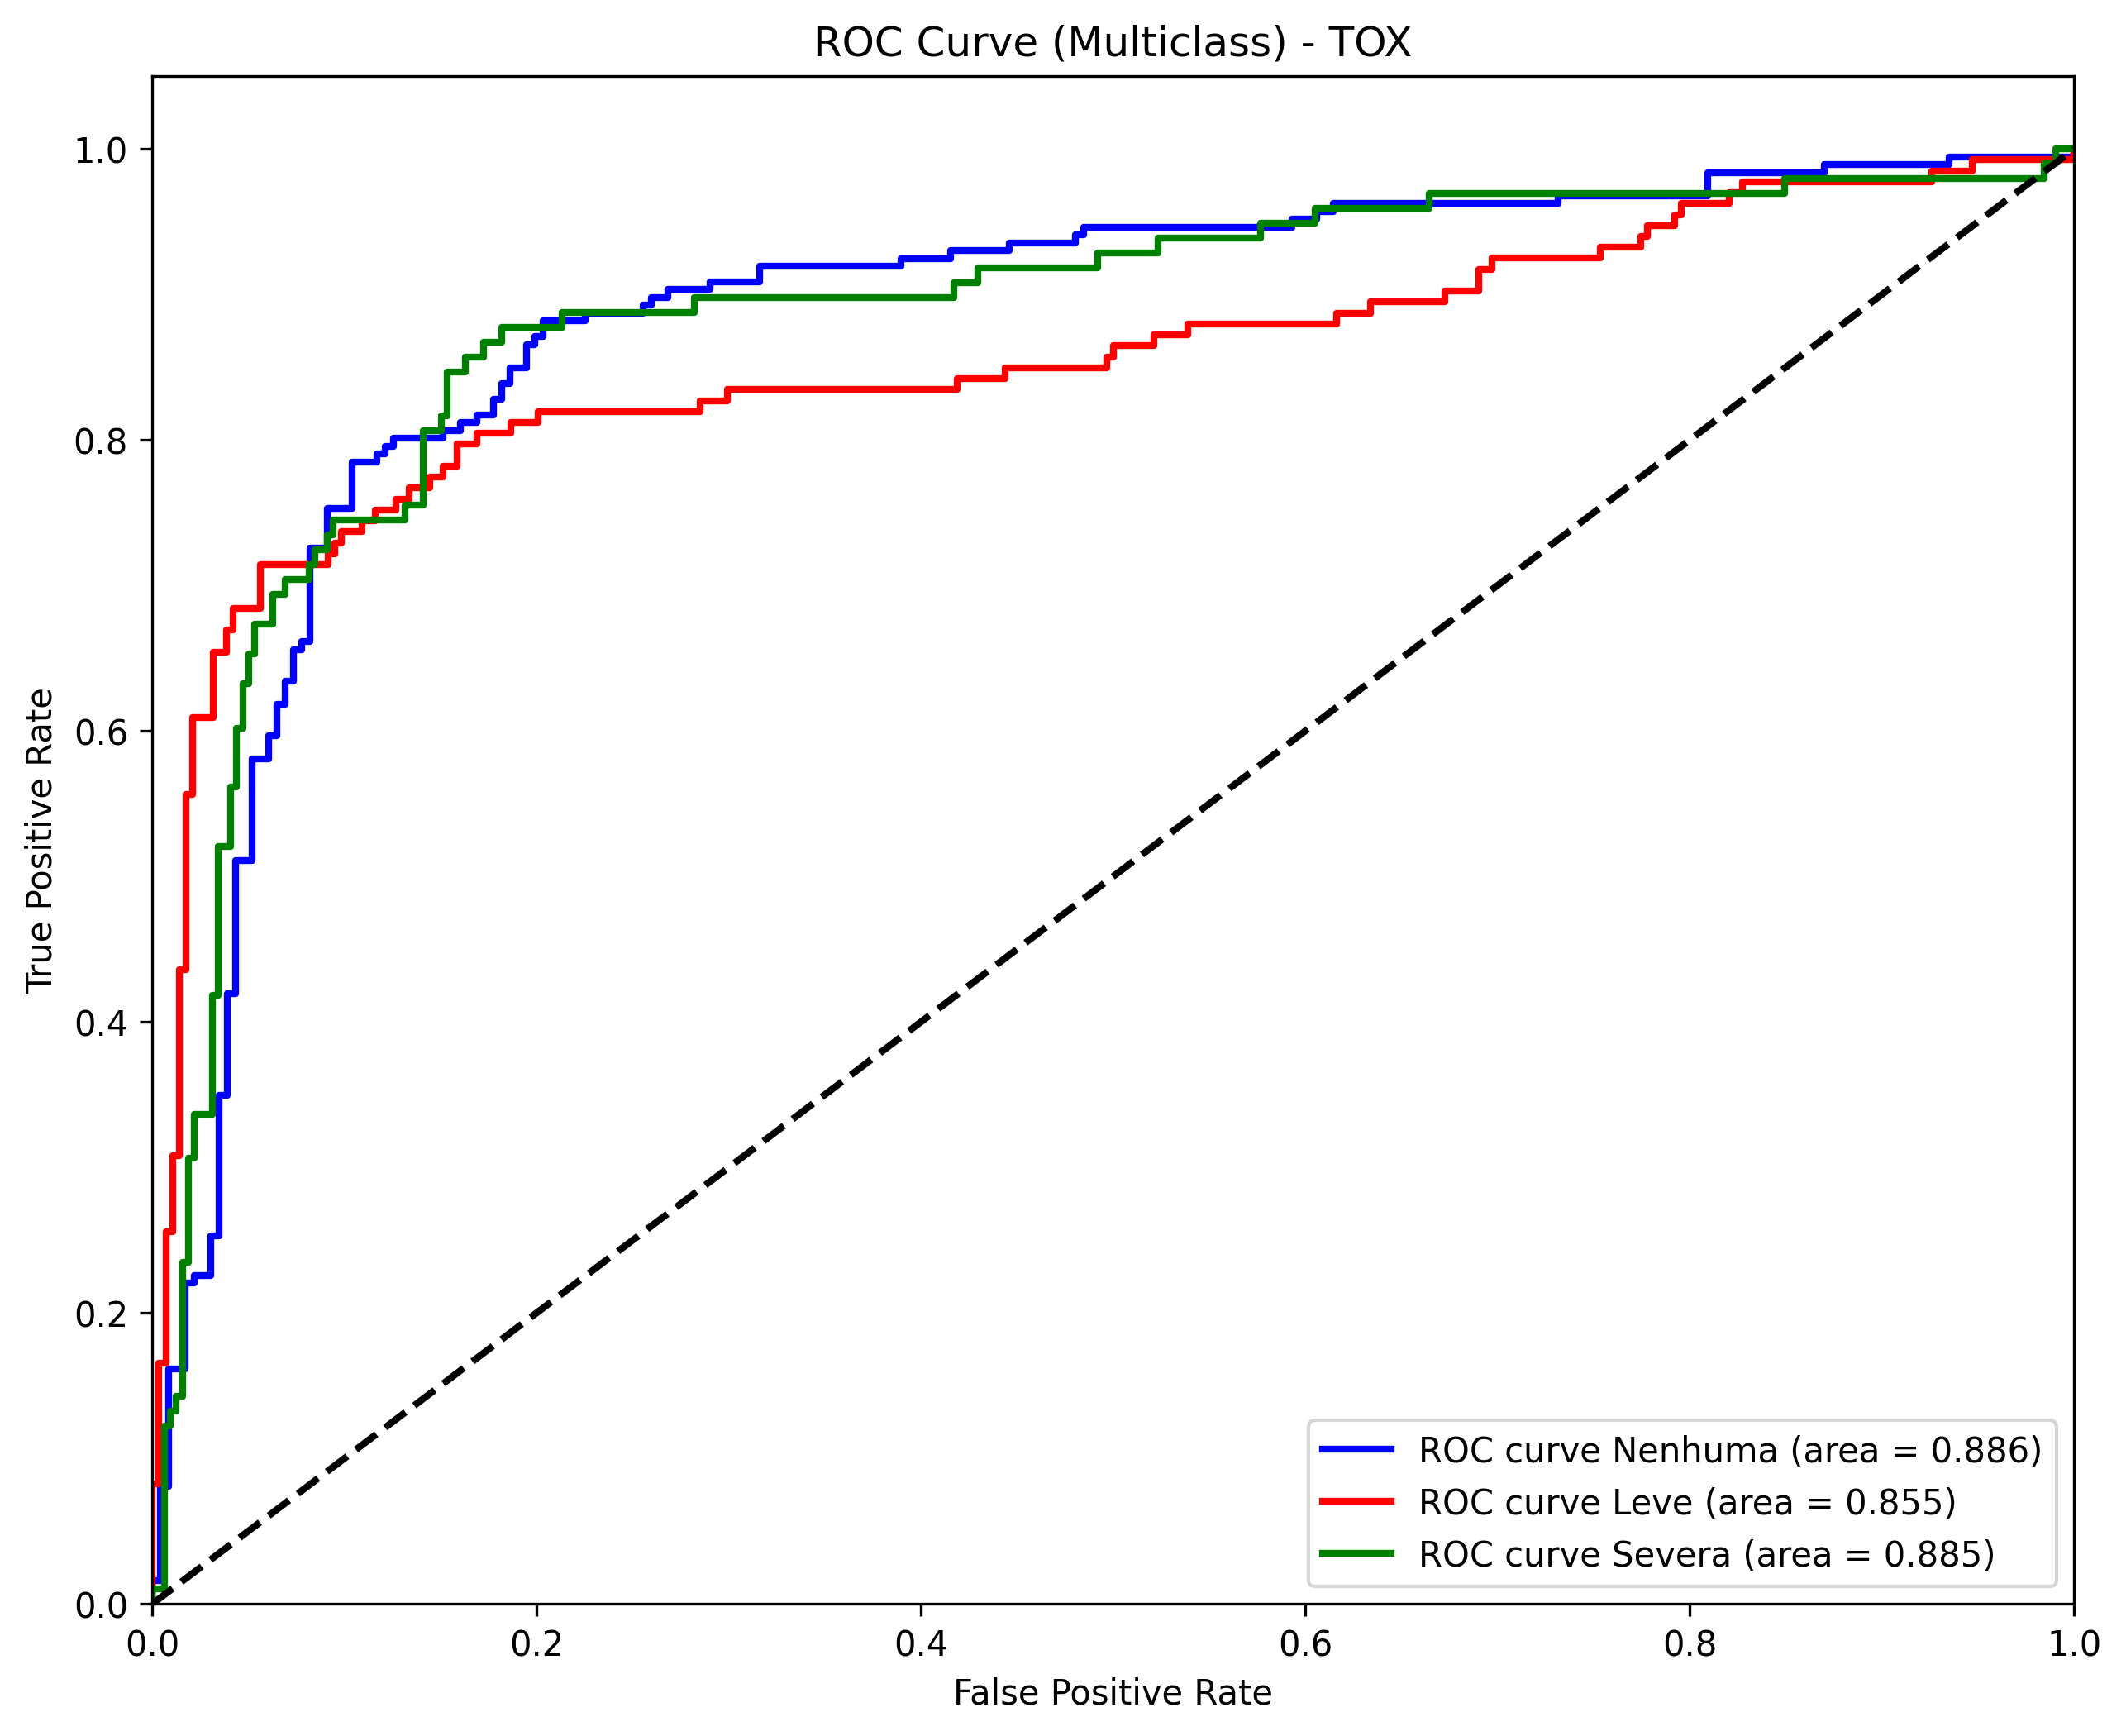 ROC Curve (Multiclass) - TOX
True Positive Rate
1.0
0.8
0.6
0.4
0.2
0.0
0.0 0.2 0.4 0.6 0.8 1.0
False Positive Rate
ROC curve Nenhuma (area = 0.886)
ROC curve Leve (area = 0.855)
ROC curve Severa (area = 0.885)